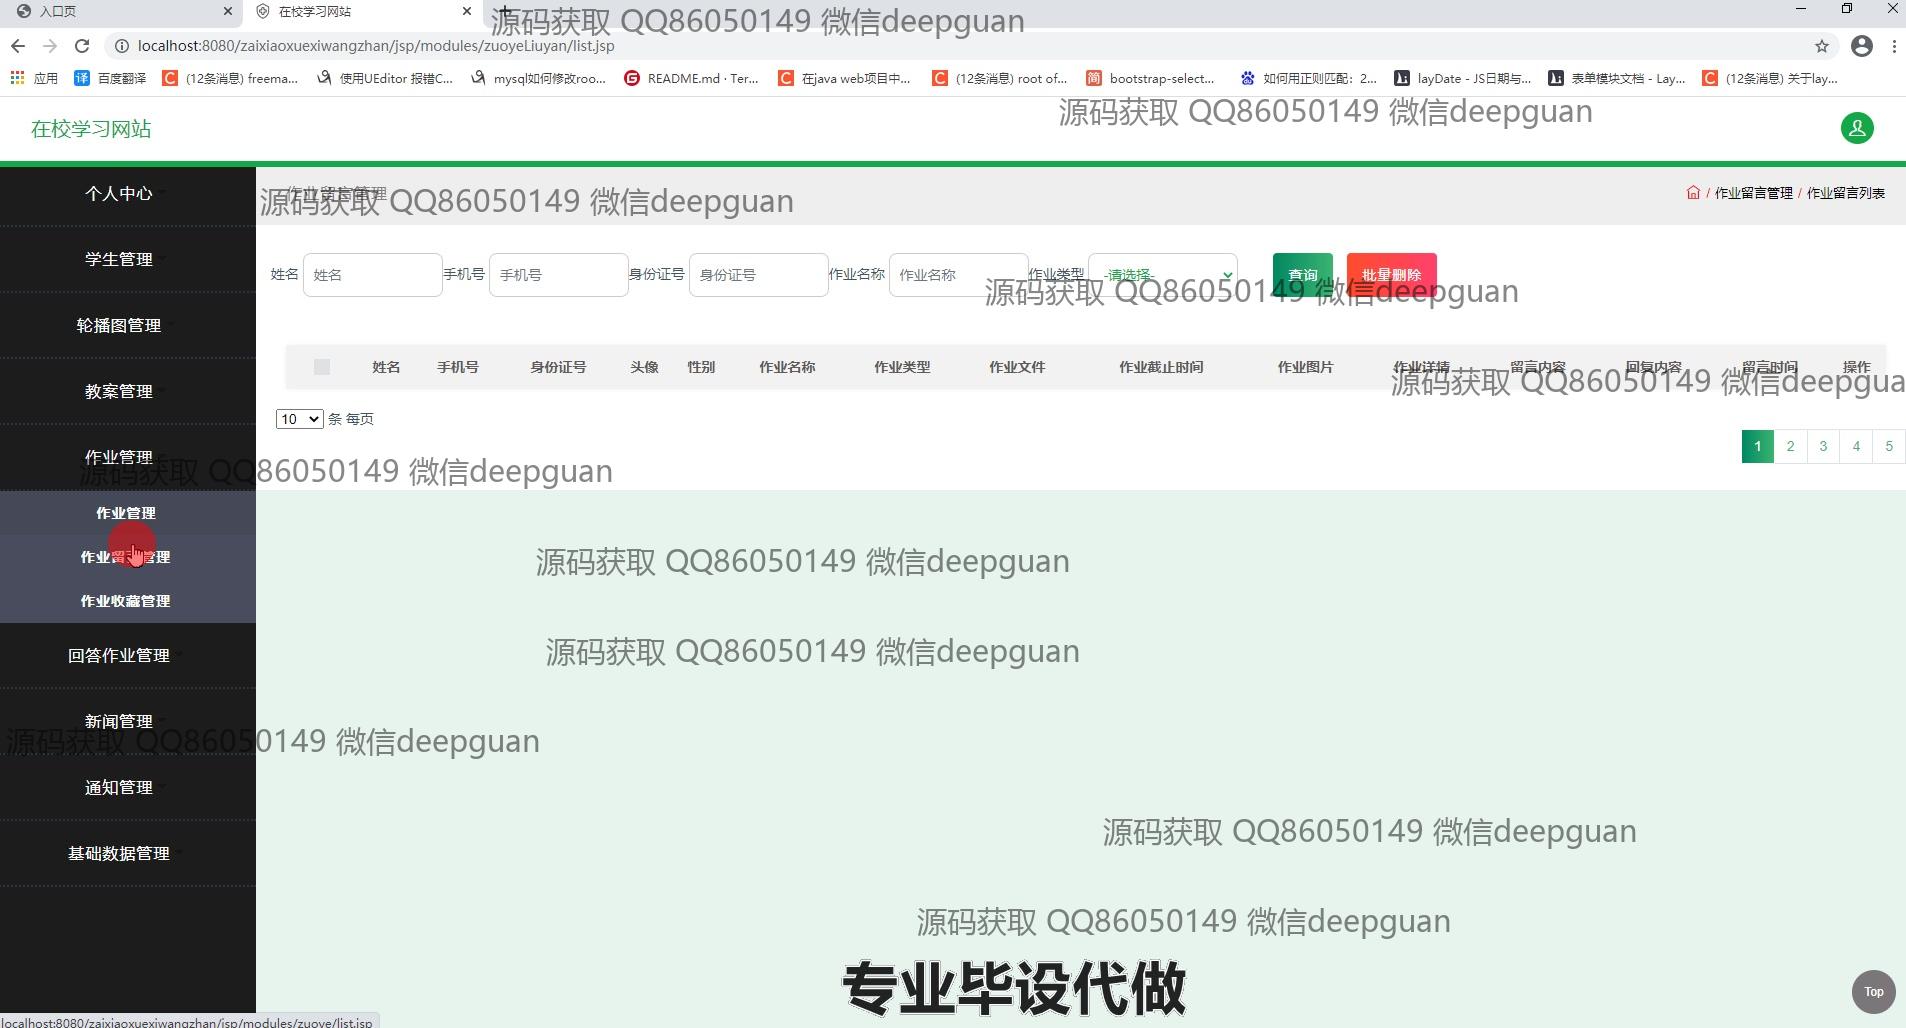 入口页
在校学习网站
源码获取 QQ86050149 微信deepguan
localhost:8080/zaixiaoxuexiwangzhan/jsp/modules/zuoyeLiuyan/list.jsp
应用 百度翻译 (12条消息) freema... 使用UEditor 报错C... mysql如何修改roo... README.md · Ter... 在java web项目中... (12条消息) root of... bootstrap-select... 如何用正则匹配：2... layDate - JS日期与... 表单模块文档 - Lay... (12条消息) 关于lay...
源码获取 QQ86050149 微信deepguan
在校学习网站
个人中心
作业留言管理
源码获取 QQ86050149 微信deepguan
/ 作业留言管理 / 作业留言列表
学生管理
姓名 姓名 手机号 手机号 身份证号 身份证号 作业名称 作业名称 作业类型 -请选择- 查询 批量删除
源码获取 QQ86050149 微信deepguan
轮播图管理
姓名 手机号 身份证号 头像 性别 作业名称 作业类型 作业文件 作业截止时间 作业图片 作业详情 留言内容 回复内容 留言时间 操作
源码获取 QQ86050149 微信deepgua
教案管理
10 条 每页
1 2 3 4 5
作业管理
源码获取 QQ86050149 微信deepguan
作业管理
作业留言管理
源码获取 QQ86050149 微信deepguan
作业收藏管理
回答作业管理
源码获取 QQ86050149 微信deepguan
新闻管理
源码获取 QQ86050149 微信deepguan
通知管理
源码获取 QQ86050149 微信deepguan
基础数据管理
源码获取 QQ86050149 微信deepguan
专业毕设代做
Top
localhost:8080/zaixiaoxuexiwangzhan/jsp/modules/zuoye/list.jsp